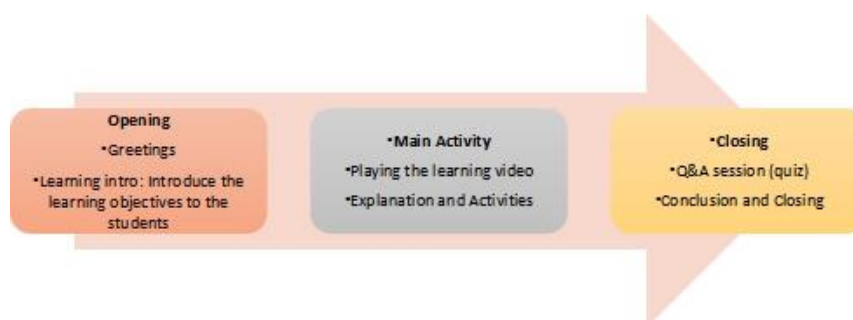 Opening
•Greetings
•Learning intro: Introduce the
learning objectives to the
students
•Main Activity
•Playing the learning video
•Explanation and Activities
•Closing
•Q&A session (quiz)
•Conclusion and Closing